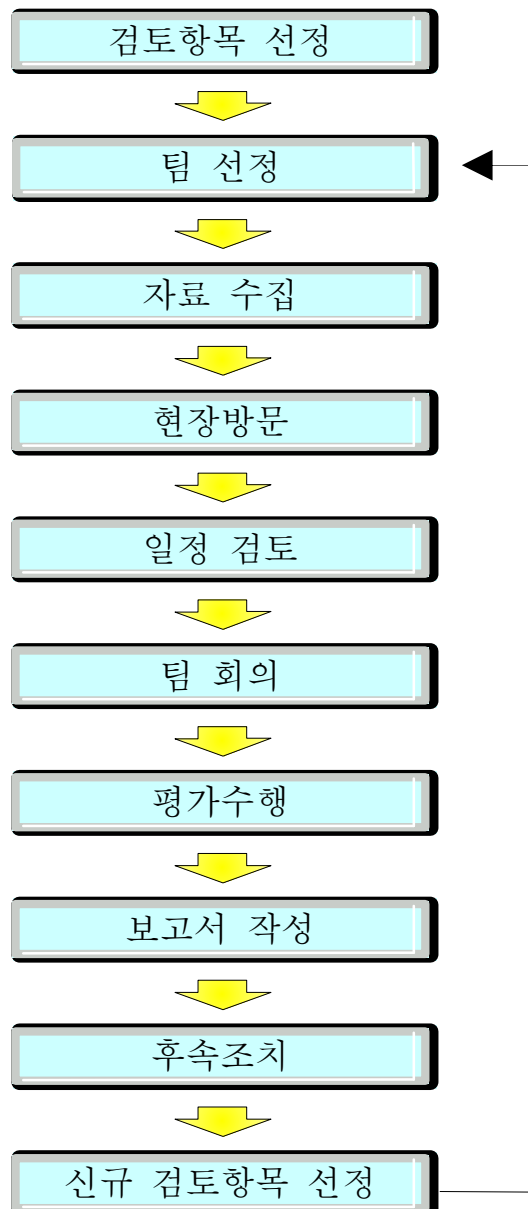 검토항목 선정
팀 선정
자료 수집
현장방문
일정 검토
팀 회의
평가수행
보고서 작성
후속조치
신규 검토항목 선정